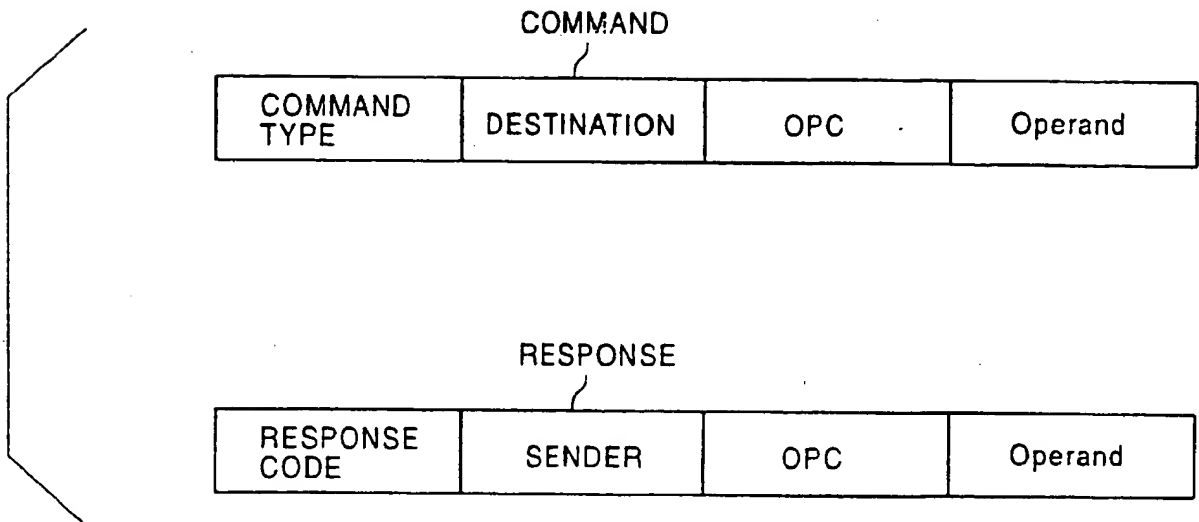 COMMAND
COMMAND
TYPE
DESTINATION
OPC
Operand
RESPONSE
RESPONSE
CODE
SENDER
OPC
Operand